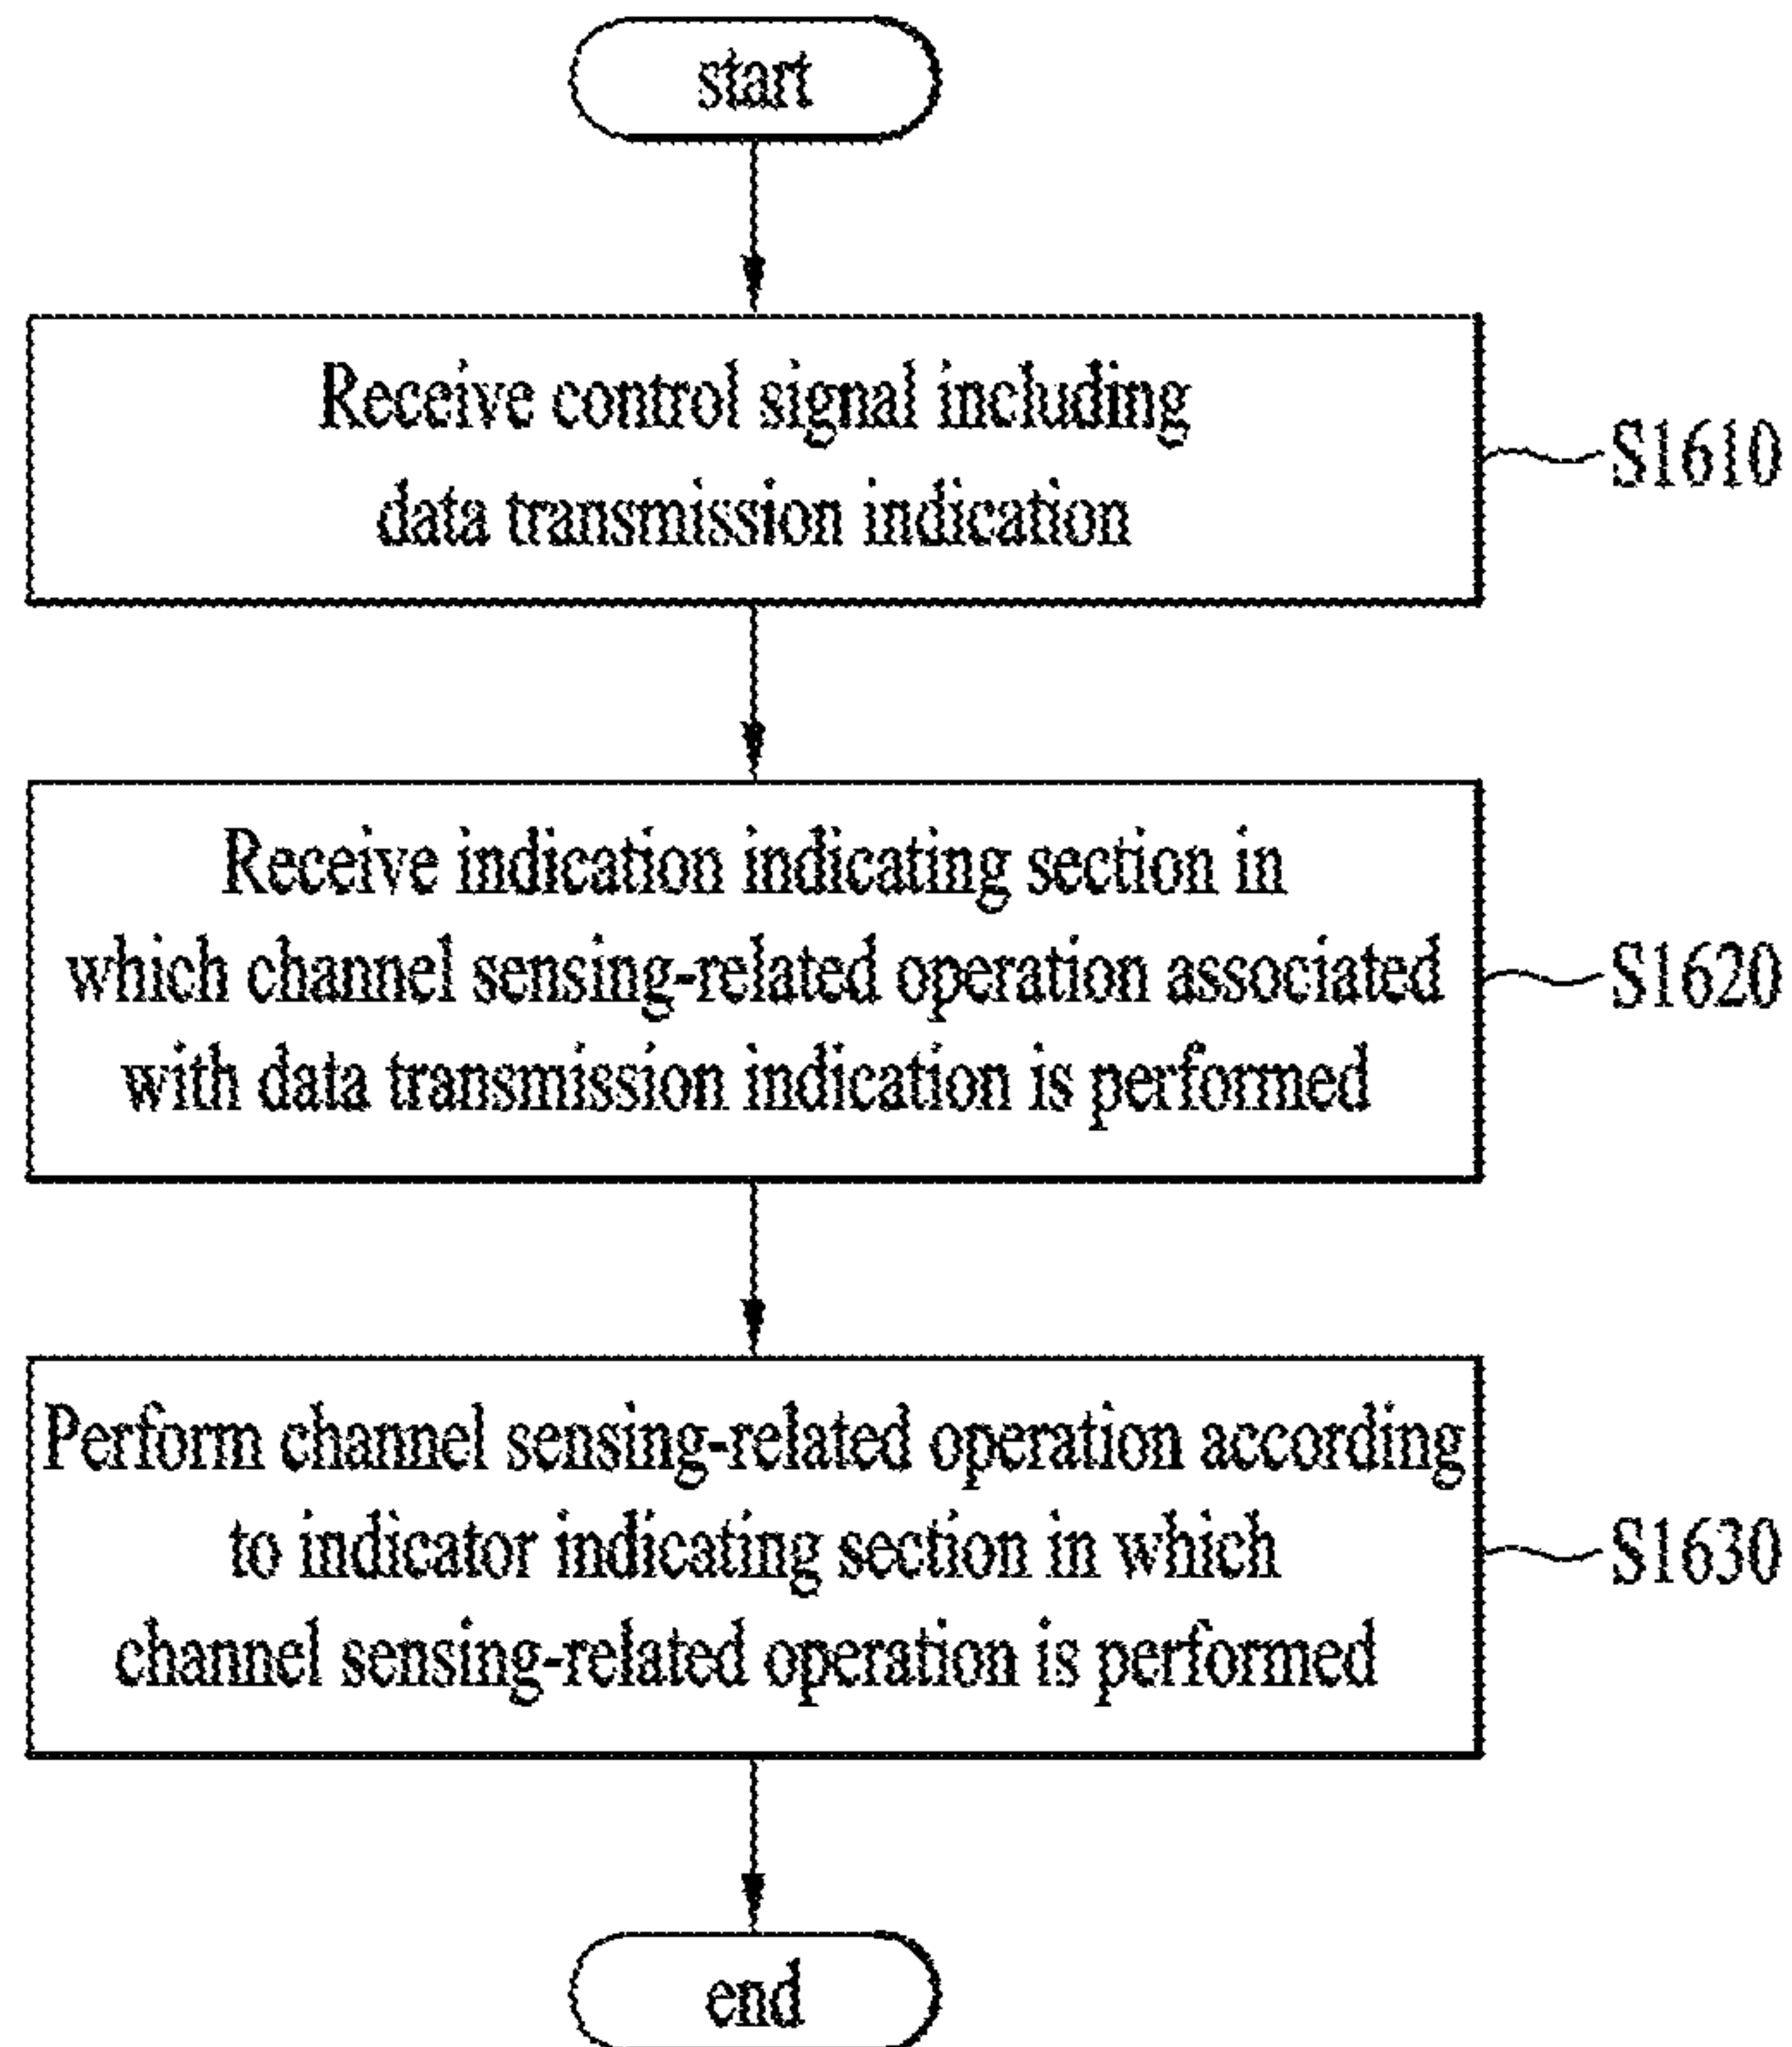 start
Receive control signal including
data transmission indication
S1610
Receive indication indicating section in
which channel sensing-related operation associated
with data transmission indication is performed
S1620
Perform channel sensing-related operation according
to indicator indicating section in which
channel sensing-related operation is performed
S1630
end